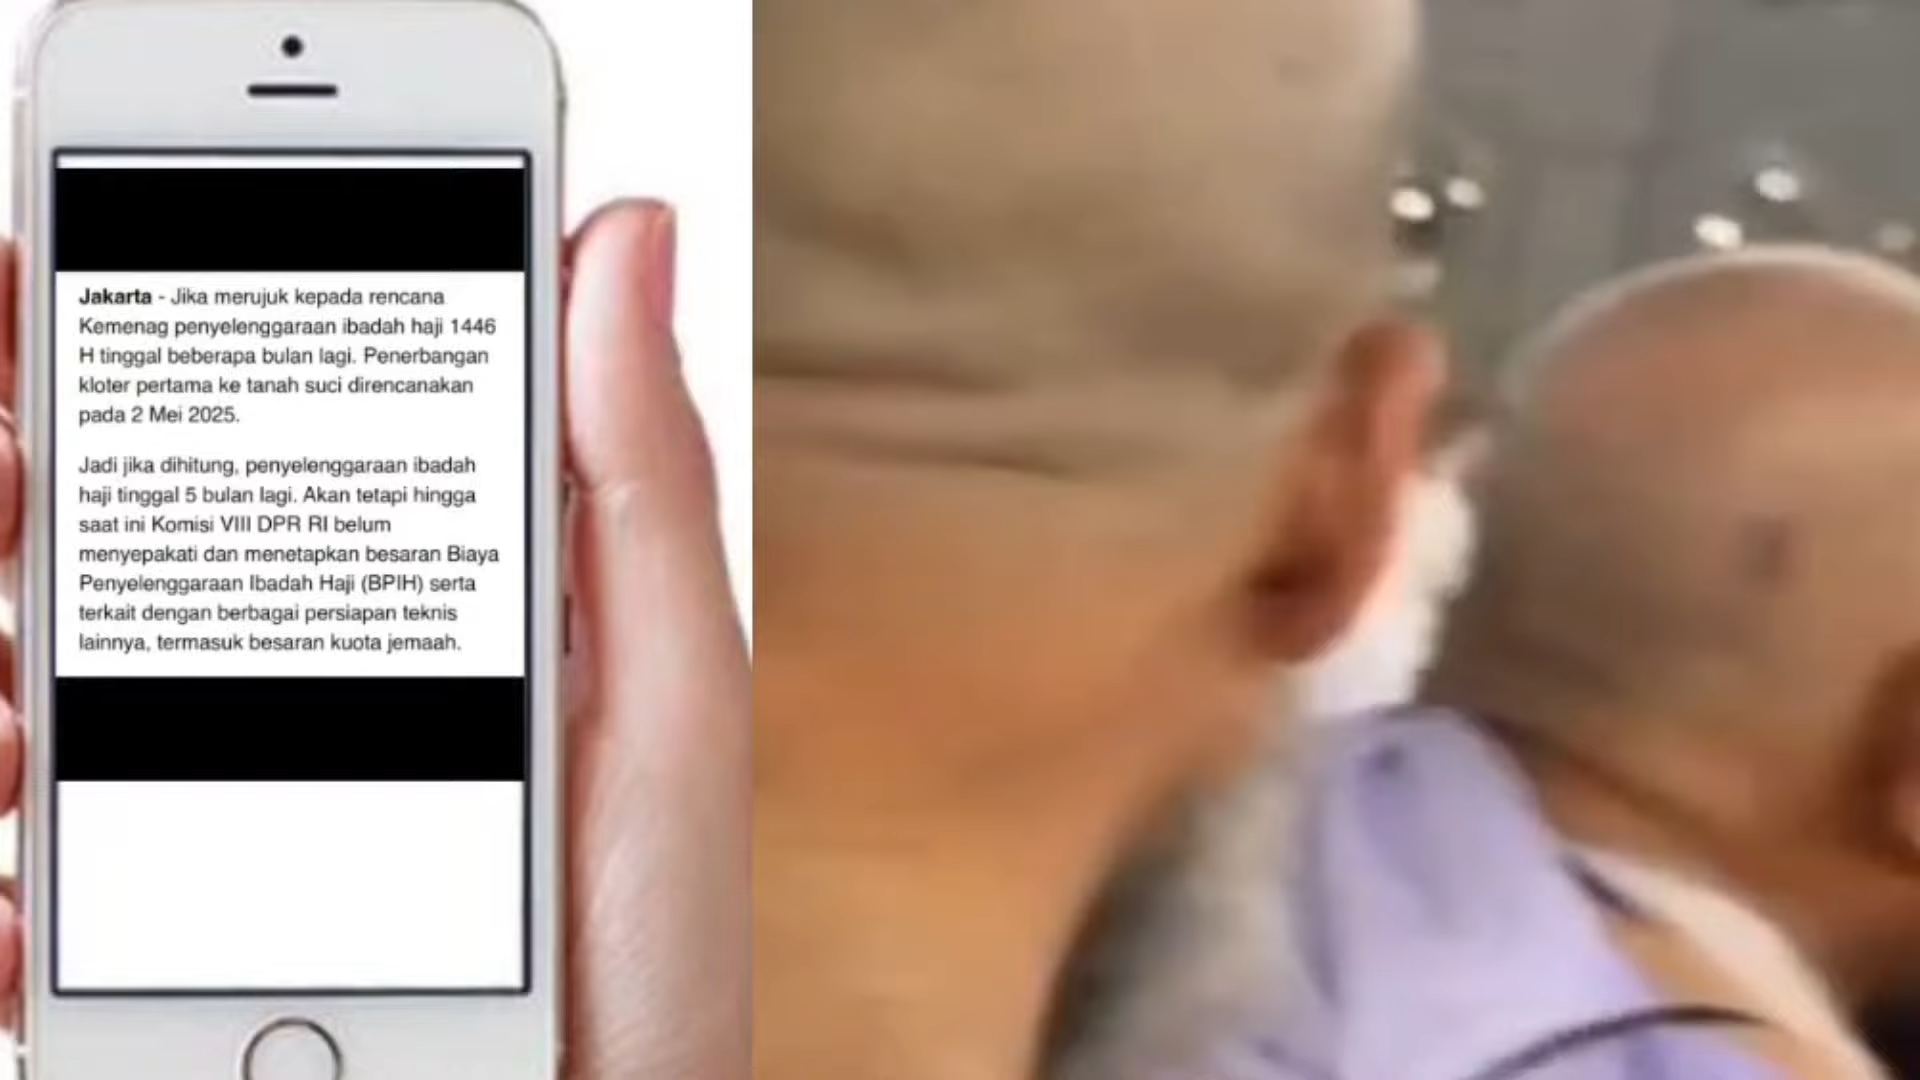 Jakarta - Jika merujuk kepada rencana
Kemenag penyelenggaraan ibadah haji 1446
H tinggal beberapa bulan lagi. Penerbangan
kloter pertama ke tanah suci direncanakan
pada 2 Mei 2025.
Jadi jika dihitung, penyelenggaraan ibadah
haji tinggal 5 bulan lagi. Akan tetapi hingga
saat ini Komisi VIII DPR RI belum
menyepakati dan menetapkan besaran Biaya
Penyelenggaraan Ibadah Haji (BPIH) serta
terkait dengan berbagai persiapan teknis
lainnya, termasuk besaran kuota jemaah.